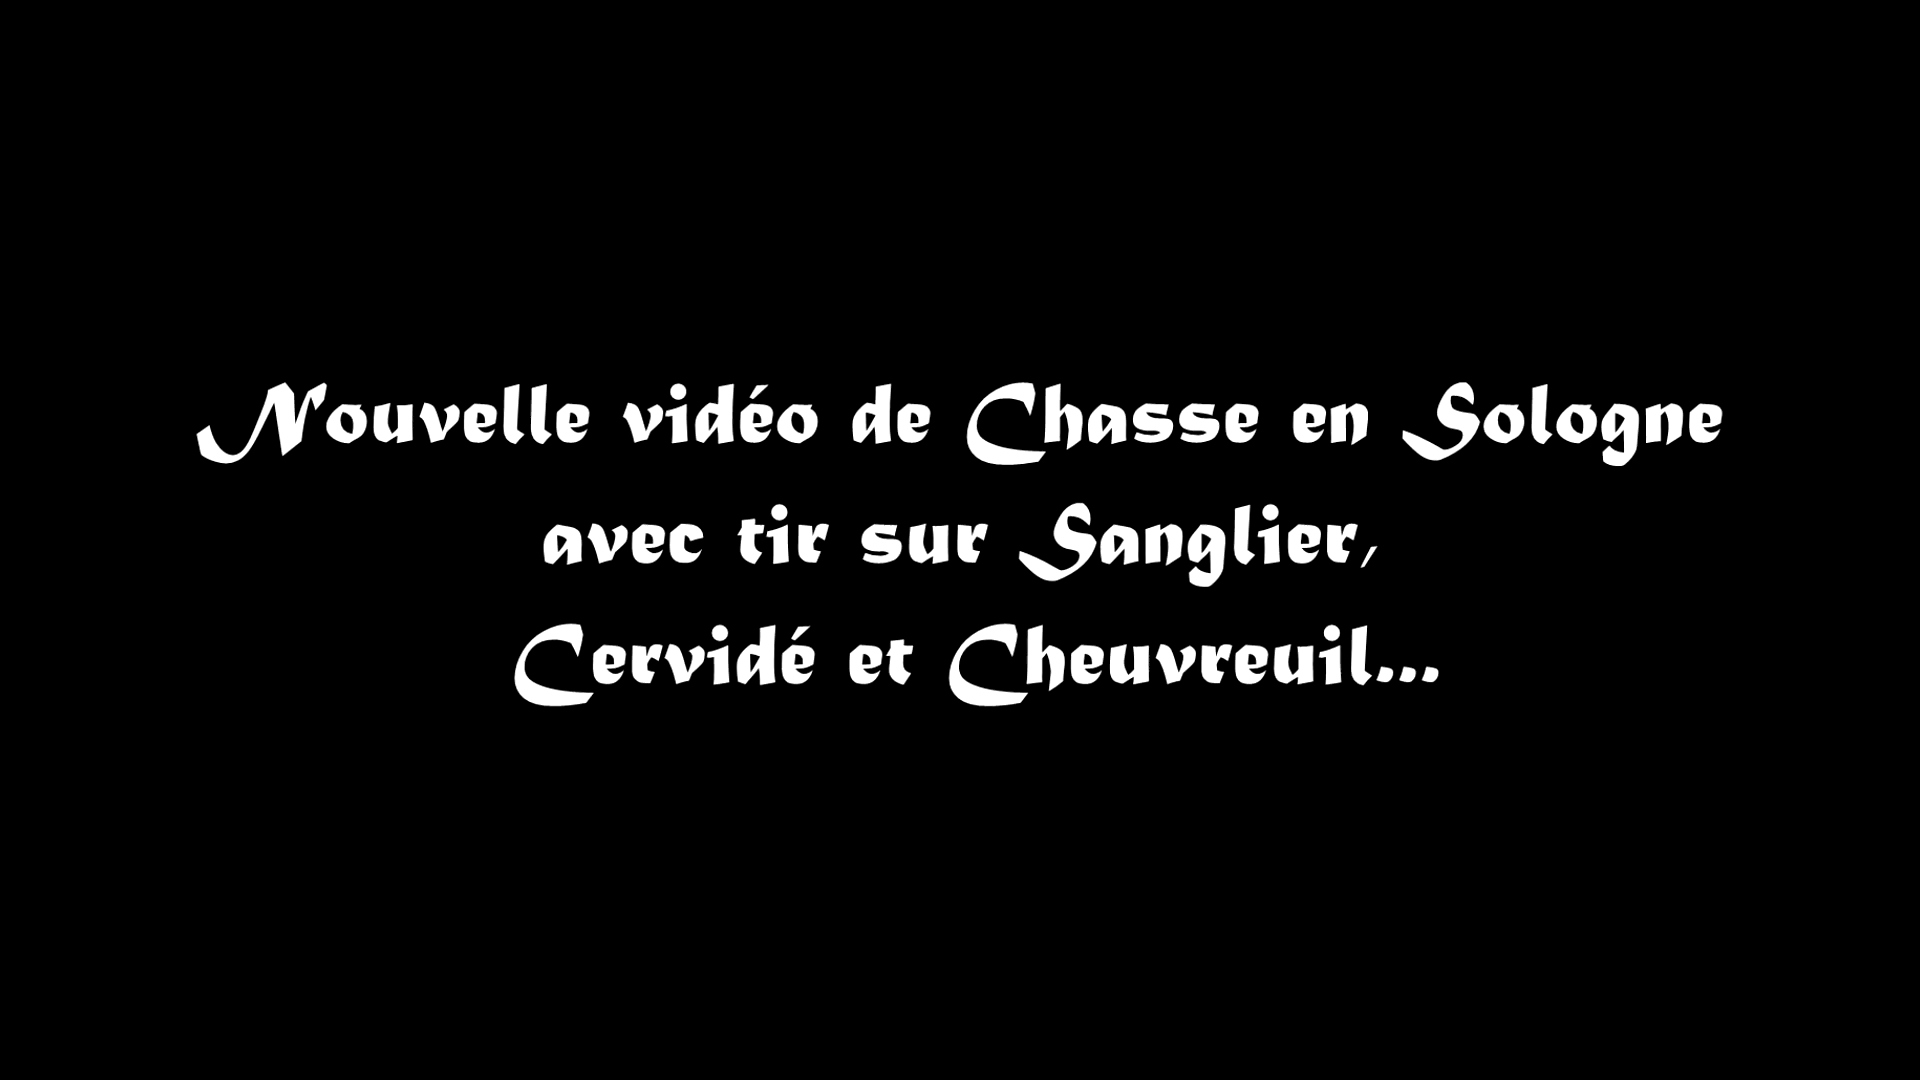 Nouvelle vidéo de Chasse en Sologne
avec tir sur Sanglier,
Cervidé et Cheuvreuil...